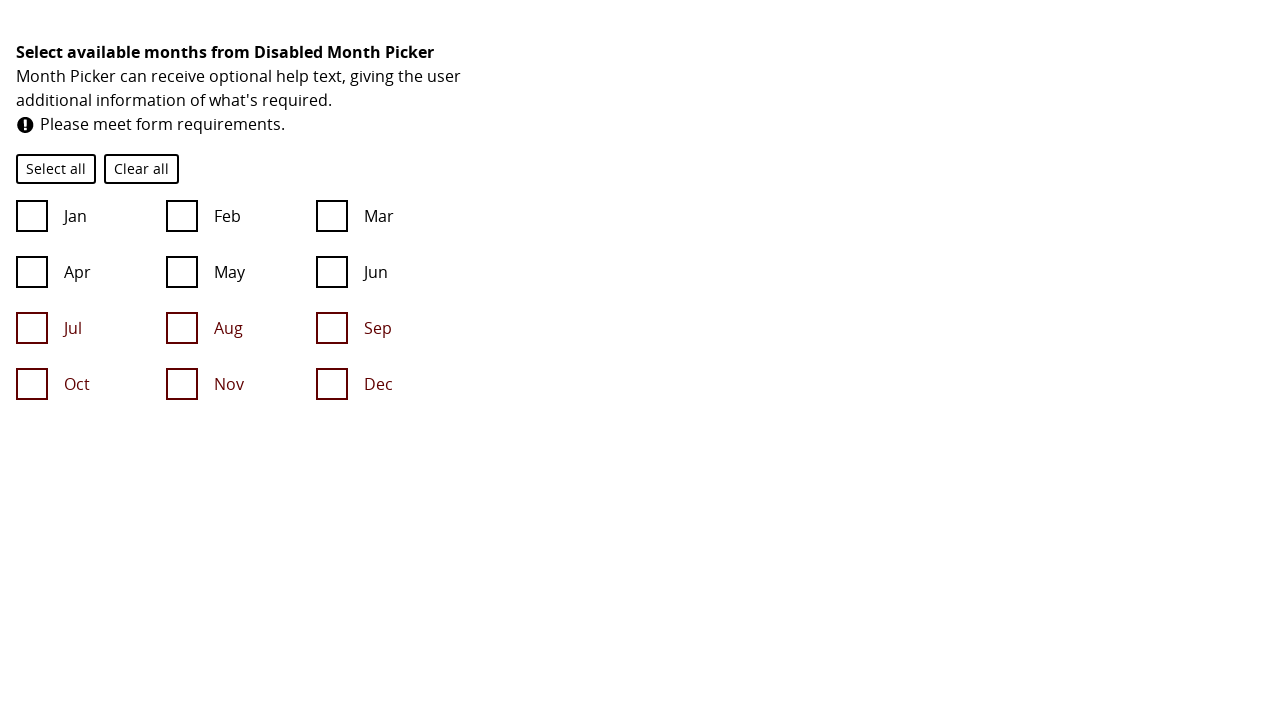 Select available months from Disabled Month Picker
Month Picker can receive optional help text, giving the user
additional information of what's required.
Please meet form requirements.
Select all Clear all
Jan Feb Mar
Apr May Jun
Jul Aug Sep
Oct Nov Dec